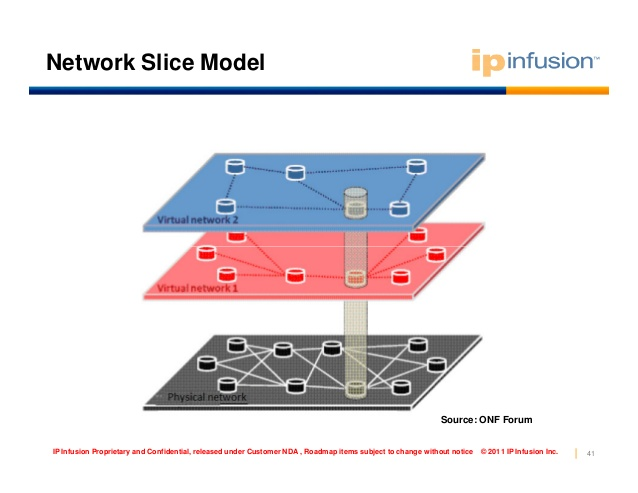 Network Slice Model
ipinfusion™
Virtual network 2
Virtual network 1
Physical network
Source: ONF Forum
IP Infusion Proprietary and Confidential, released under Customer NDA , Roadmap items subject to change without notice © 2011 IP Infusion Inc.
41